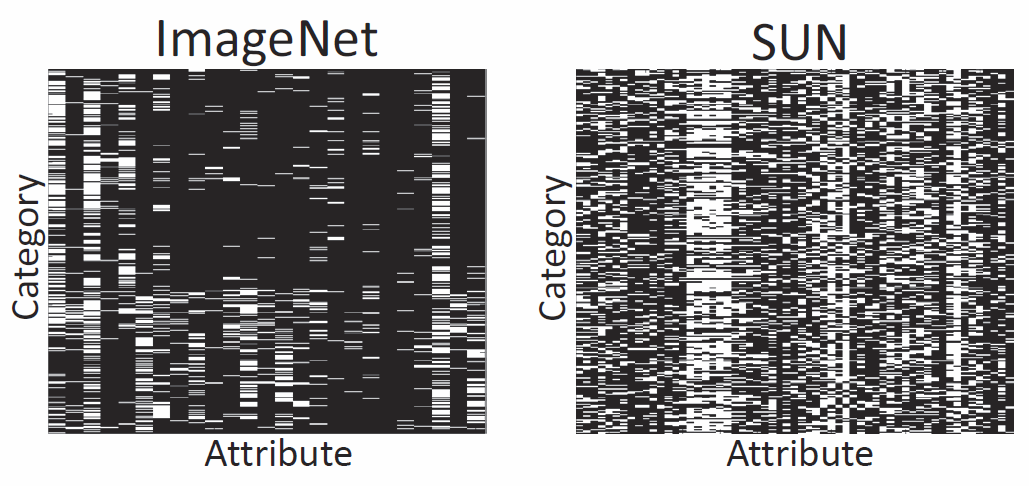 ImageNet
Category
Attribute
SUN
Category
Attribute